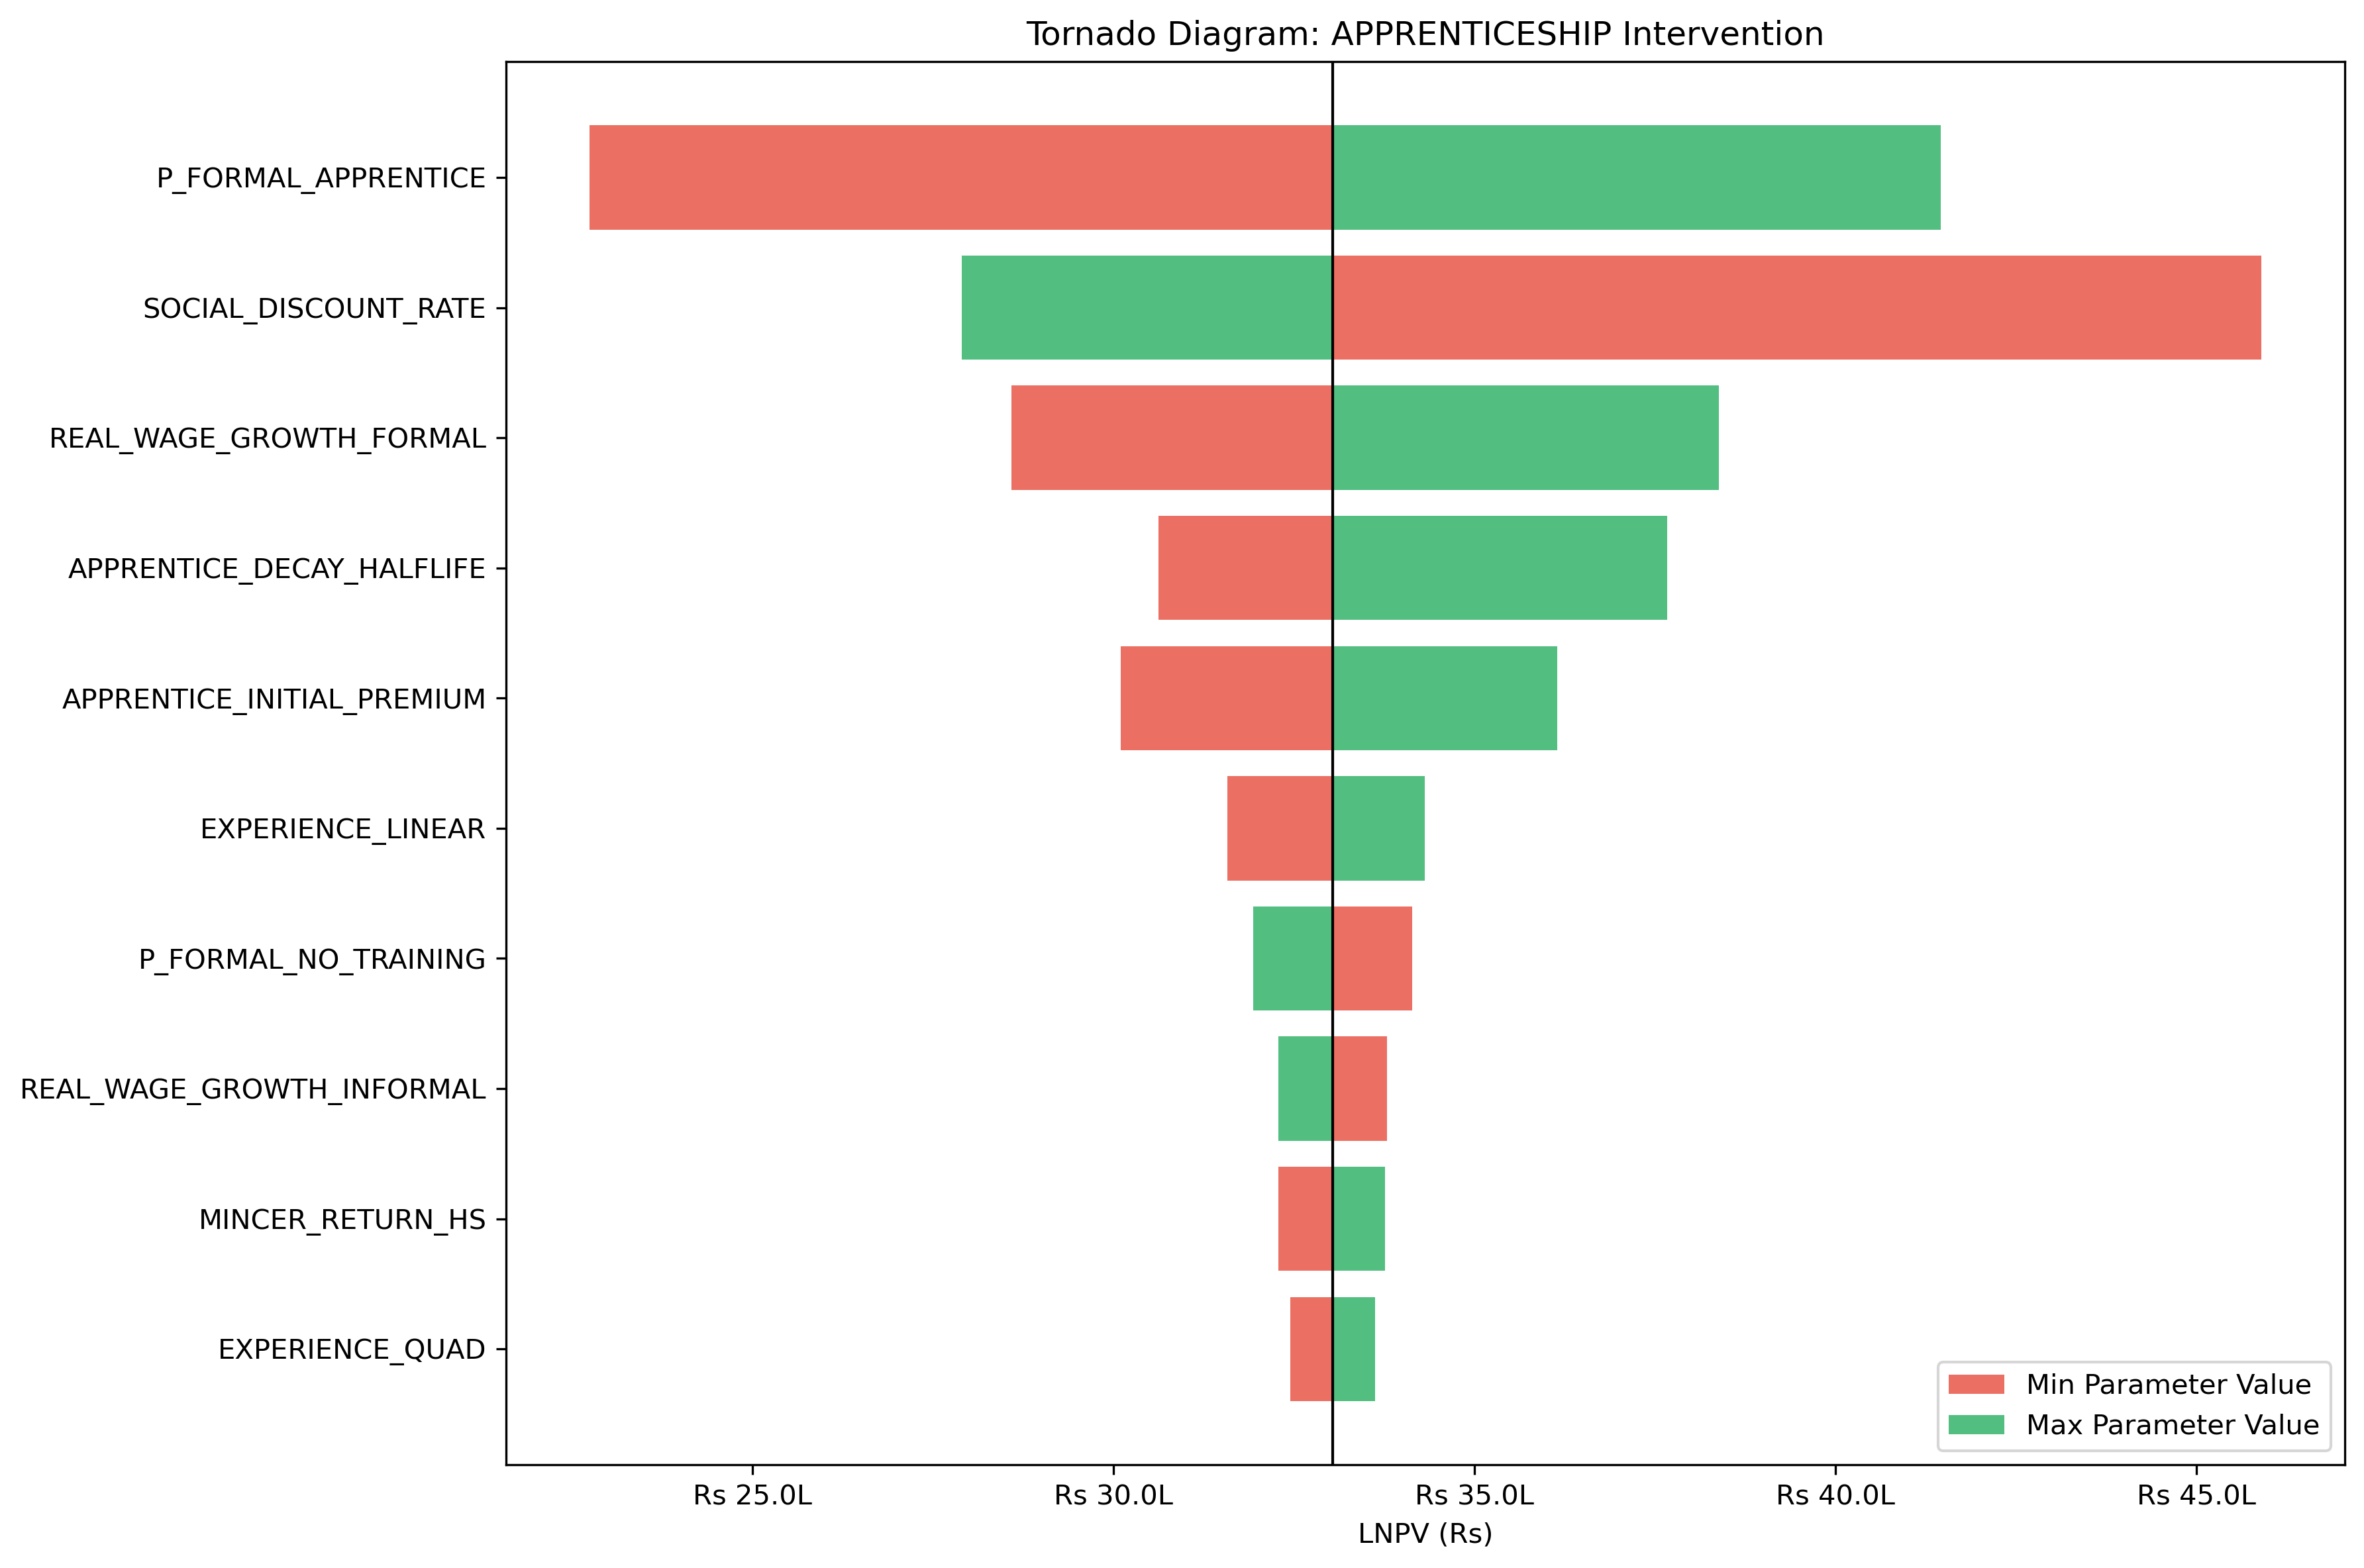 Tornado Diagram: APPRENTICESHIP Intervention
P_FORMAL_APPRENTICE
SOCIAL_DISCOUNT_RATE
REAL_WAGE_GROWTH_FORMAL
APPRENTICE_DECAY_HALFLIFE
APPRENTICE_INITIAL_PREMIUM
EXPERIENCE_LINEAR
P_FORMAL_NO_TRAINING
REAL_WAGE_GROWTH_INFORMAL
MINCER_RETURN_HS
EXPERIENCE_QUAD
Min Parameter Value
Max Parameter Value
Rs 25.0L Rs 30.0L Rs 35.0L Rs 40.0L Rs 45.0L
LNPV (Rs)